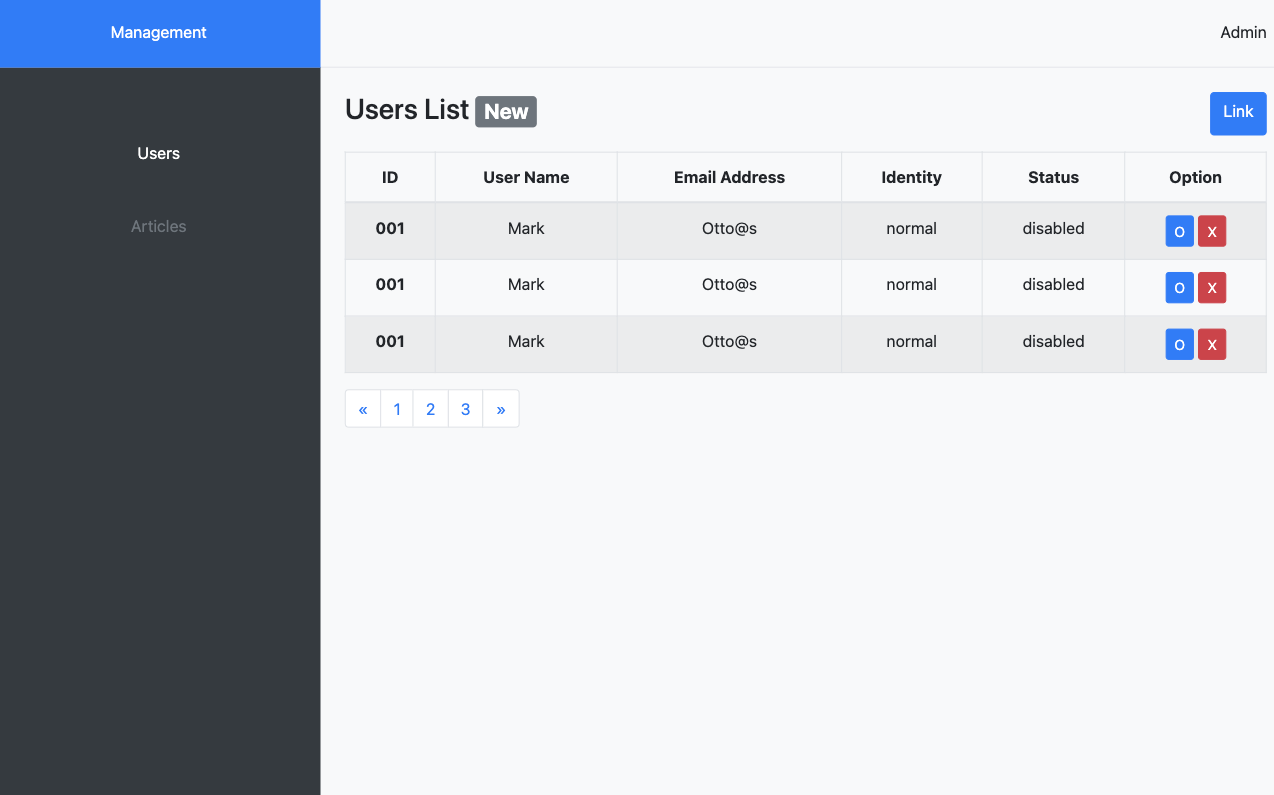 Management
Admin
Users
Articles
Users List New
Link
ID User Name Email Address Identity Status Option
001 Mark Otto@s normal disabled O X
001 Mark Otto@s normal disabled O X
001 Mark Otto@s normal disabled O X
« 1 2 3 »